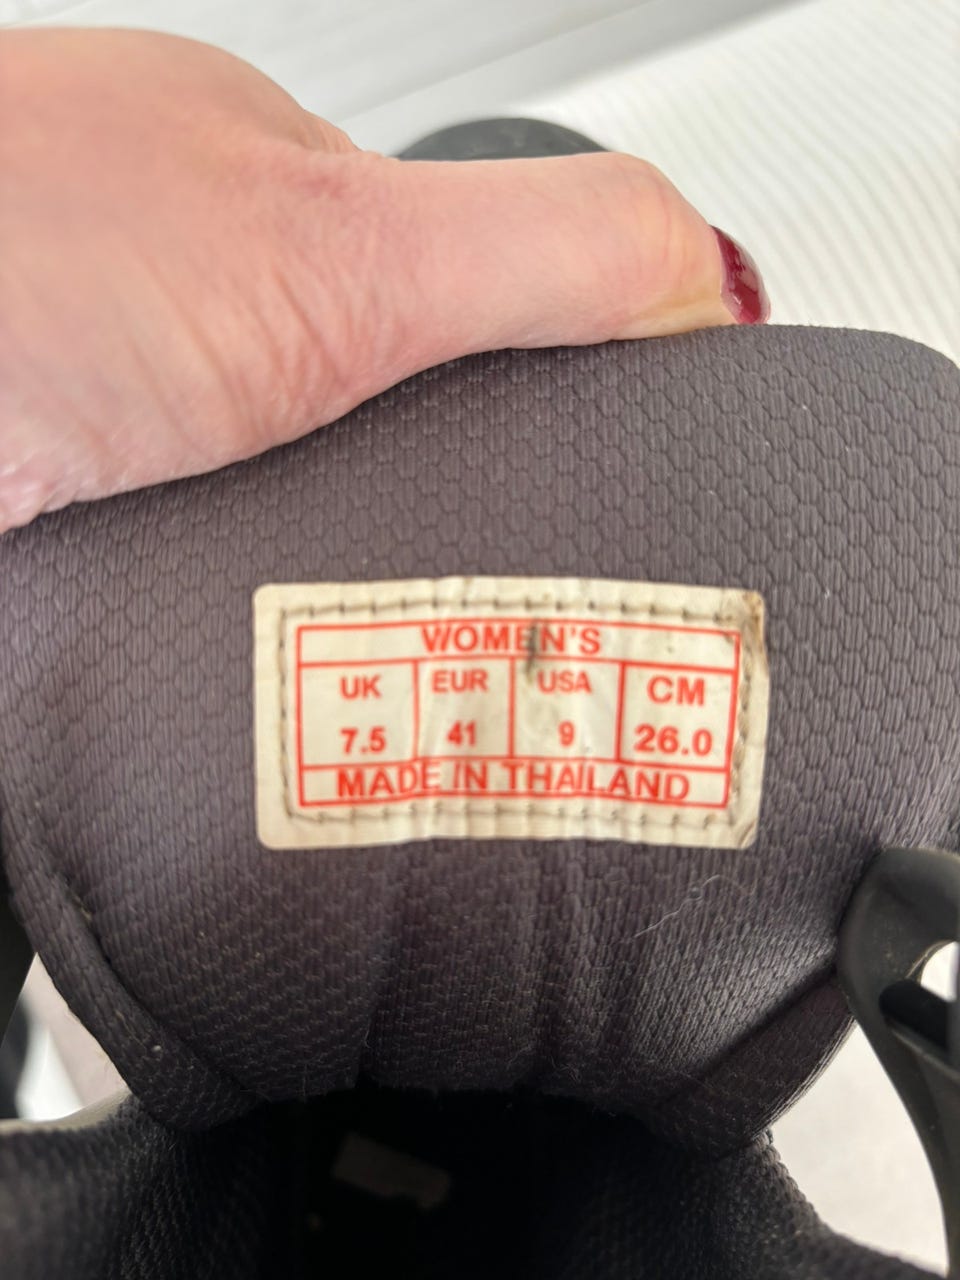 WOMEN'S
UK EUR USA CM
7.5 41 9 26.0
MADE IN THAILAND